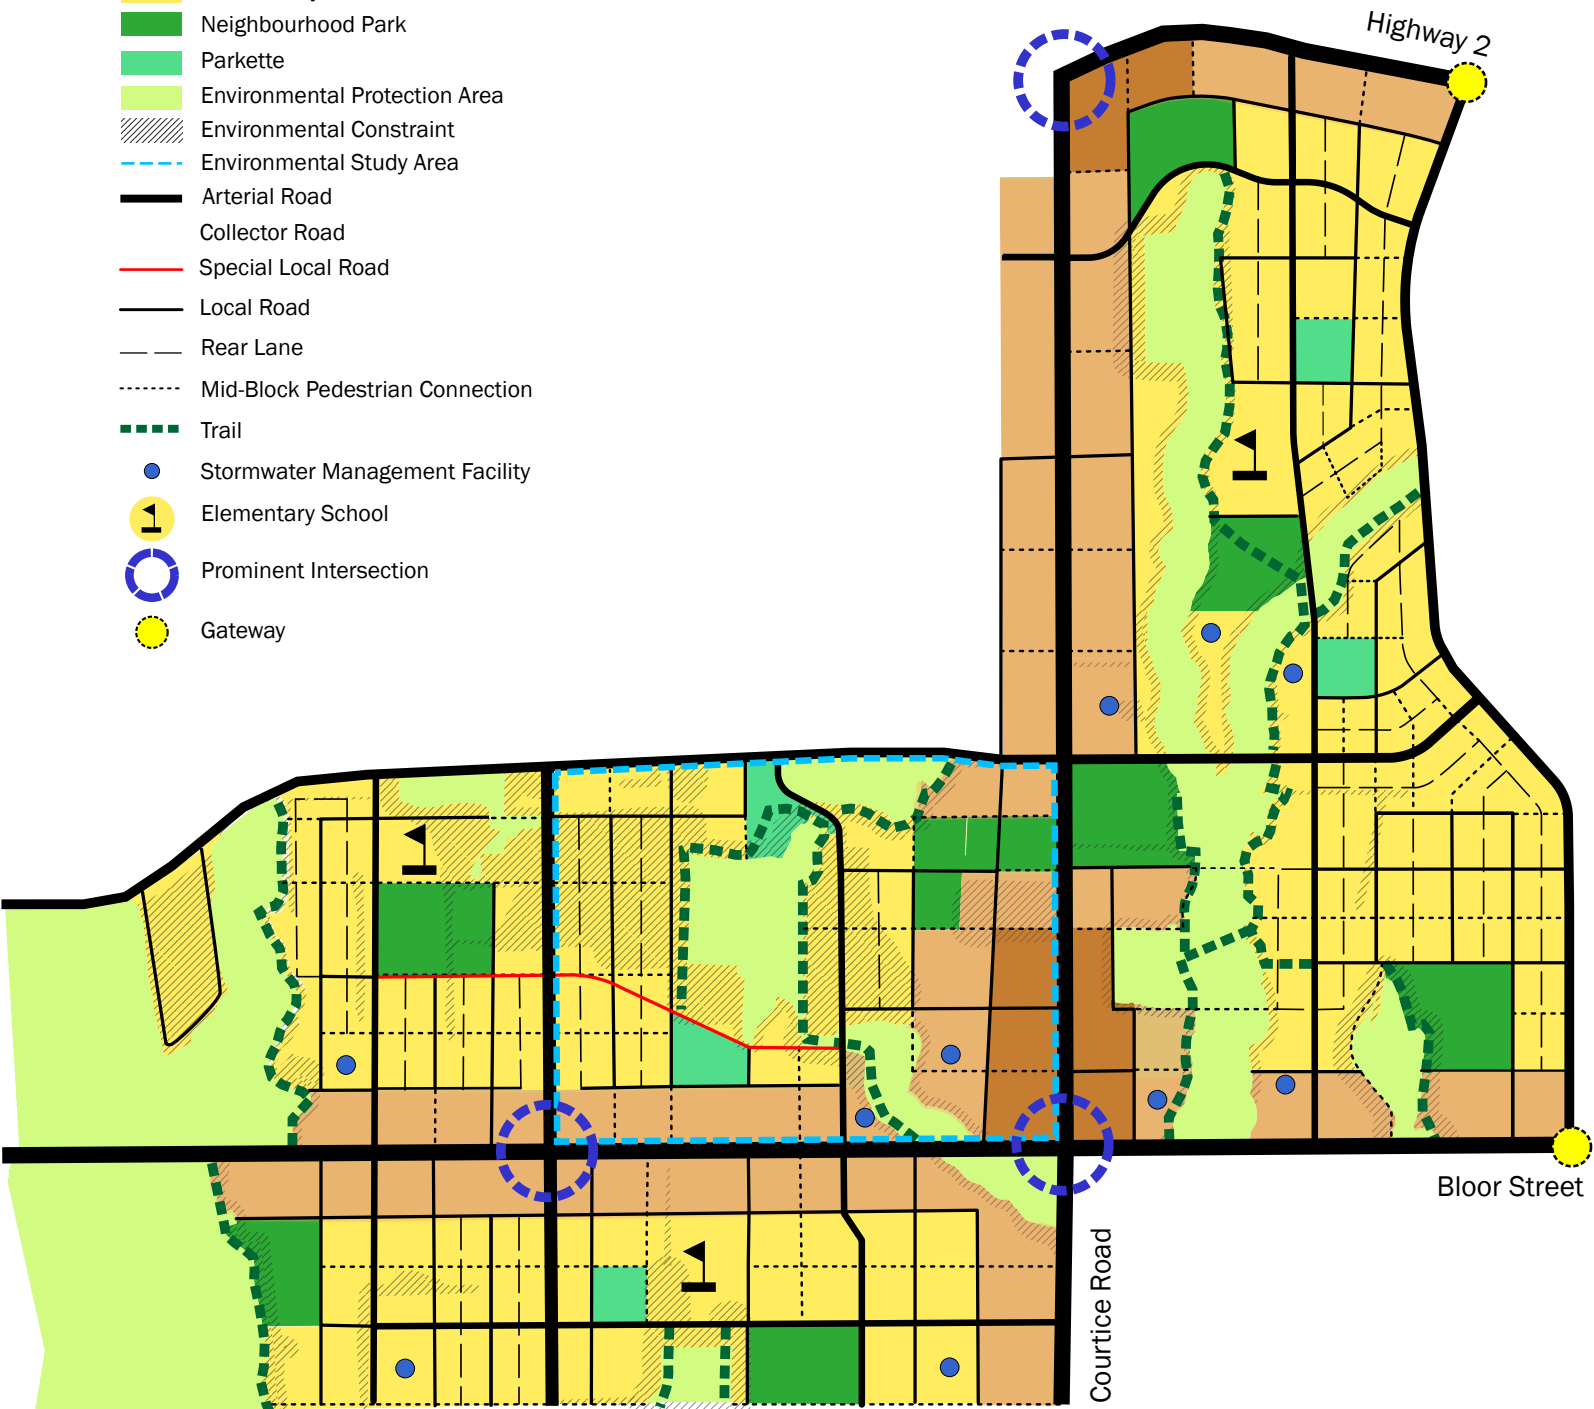 Neighbourhood Park
Parkette
Environmental Protection Area
Environmental Constraint
Environmental Study Area
Arterial Road
Collector Road
Special Local Road
Local Road
Rear Lane
Mid-Block Pedestrian Connection
Trail
Stormwater Management Facility
Elementary School
Prominent Intersection
Gateway
Highway 2
Bloor Street
Courtice Road